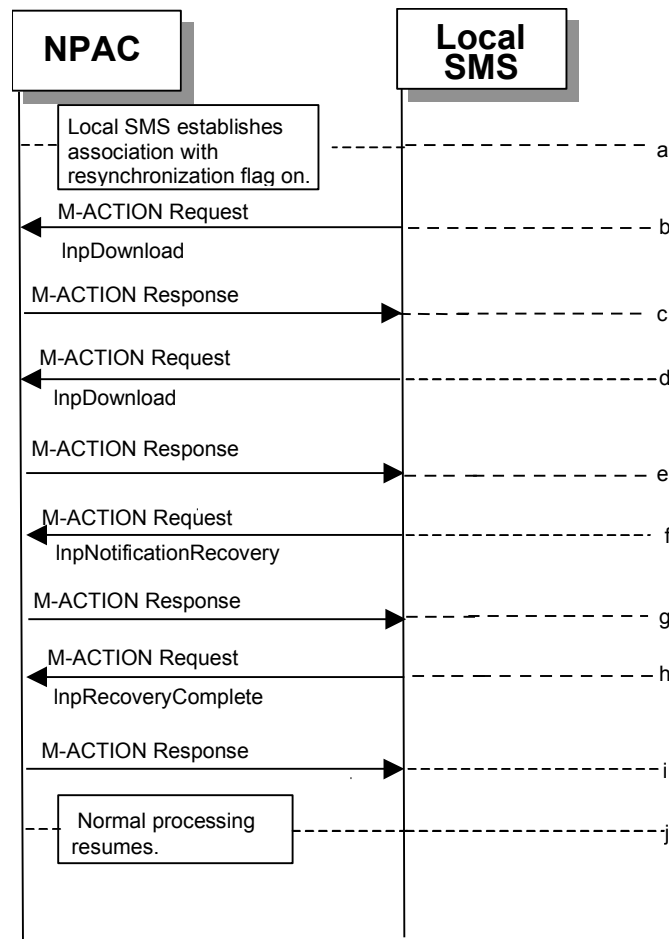 NPAC
Local
SMS
Local SMS establishes
association with
resynchronization flag on.
a
M-ACTION Request
b
lnpDownload
M-ACTION Response
c
M-ACTION Request
d
lnpDownload
M-ACTION Response
e
M-ACTION Request
f
lnpNotificationRecovery
M-ACTION Response
g
M-ACTION Request
h
lnpRecoveryComplete
M-ACTION Response
i
Normal processing
resumes.
j